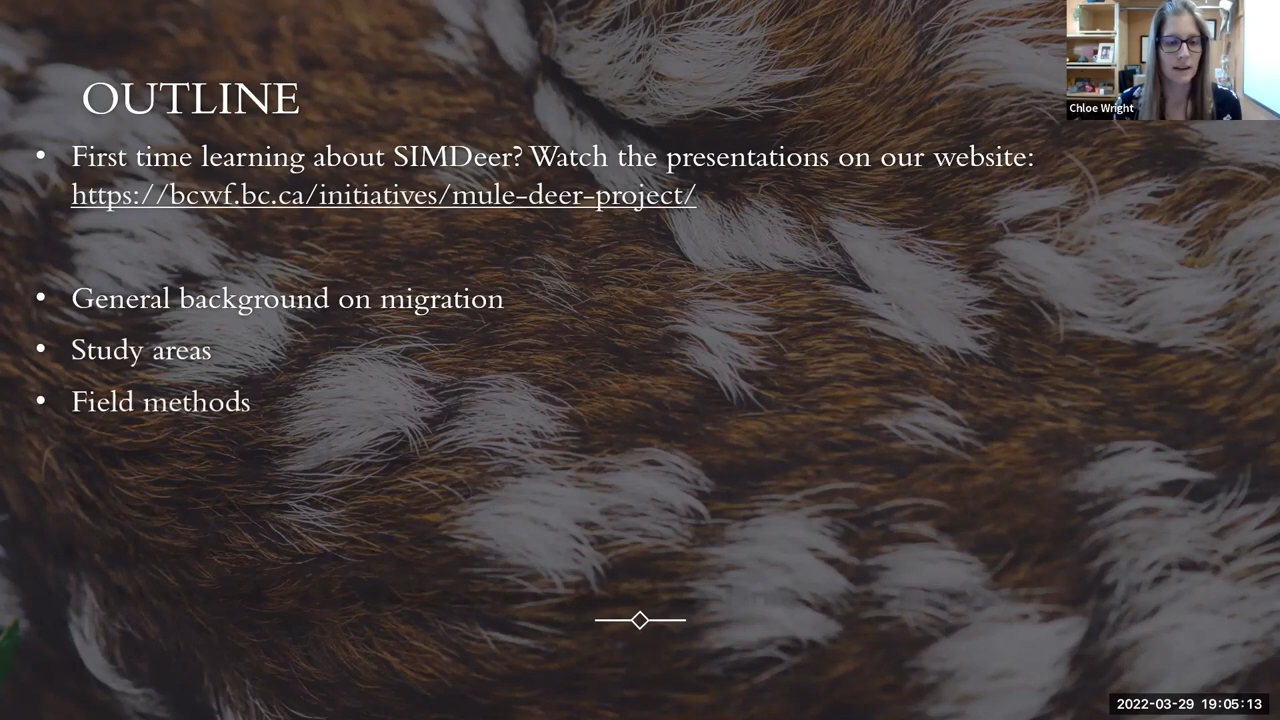 OUTLINE
• First time learning about SIMDeer? Watch the presentations on our website:
https://bcwf.bc.ca/initiatives/mule-deer-project/
• General background on migration
• Study areas
• Field methods
Chloe Wright
2022-03-29 19:05:13